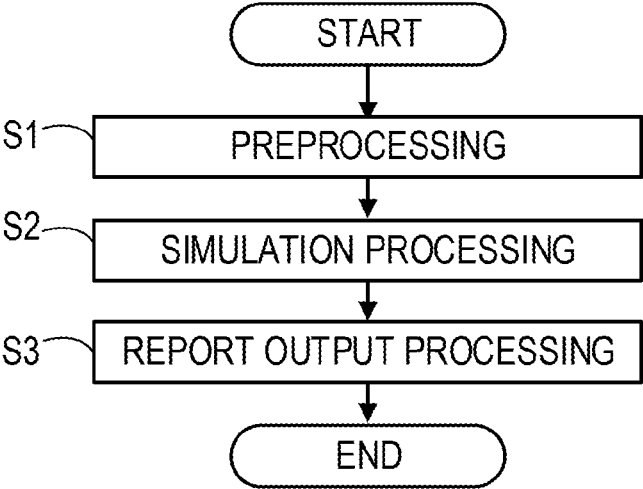 START
S1
PREPROCESSING
S2
SIMULATION PROCESSING
S3
REPORT OUTPUT PROCESSING
END